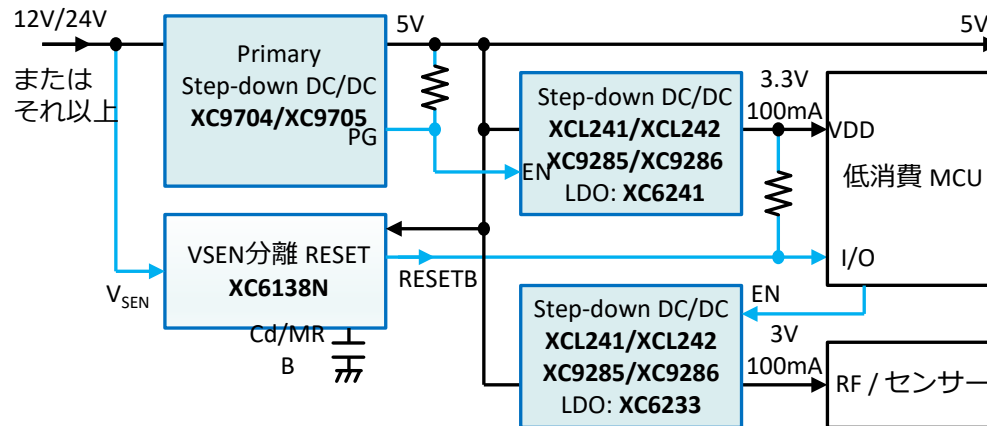 12V/24V
または
それ以上
Primary
Step-down DC/DC
XC9704/XC9705
PG
5V
5V
Step-down DC/DC
XCL241/XCL242
XC9285/XC9286
LDO: XC6241
EN
3.3V
100mA
VDD
低消費 MCU
I/O
VSEN分離 RESET
XC6138N
VSEN
RESETB
Cd/MR
B
EN
Step-down DC/DC
XCL241/XCL242
XC9285/XC9286
LDO: XC6233
3V
100mA
RF / センサー